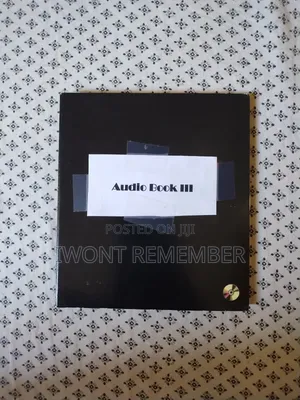 Audio Book III
POSTED ON JIJI
IWONT REMEMBER